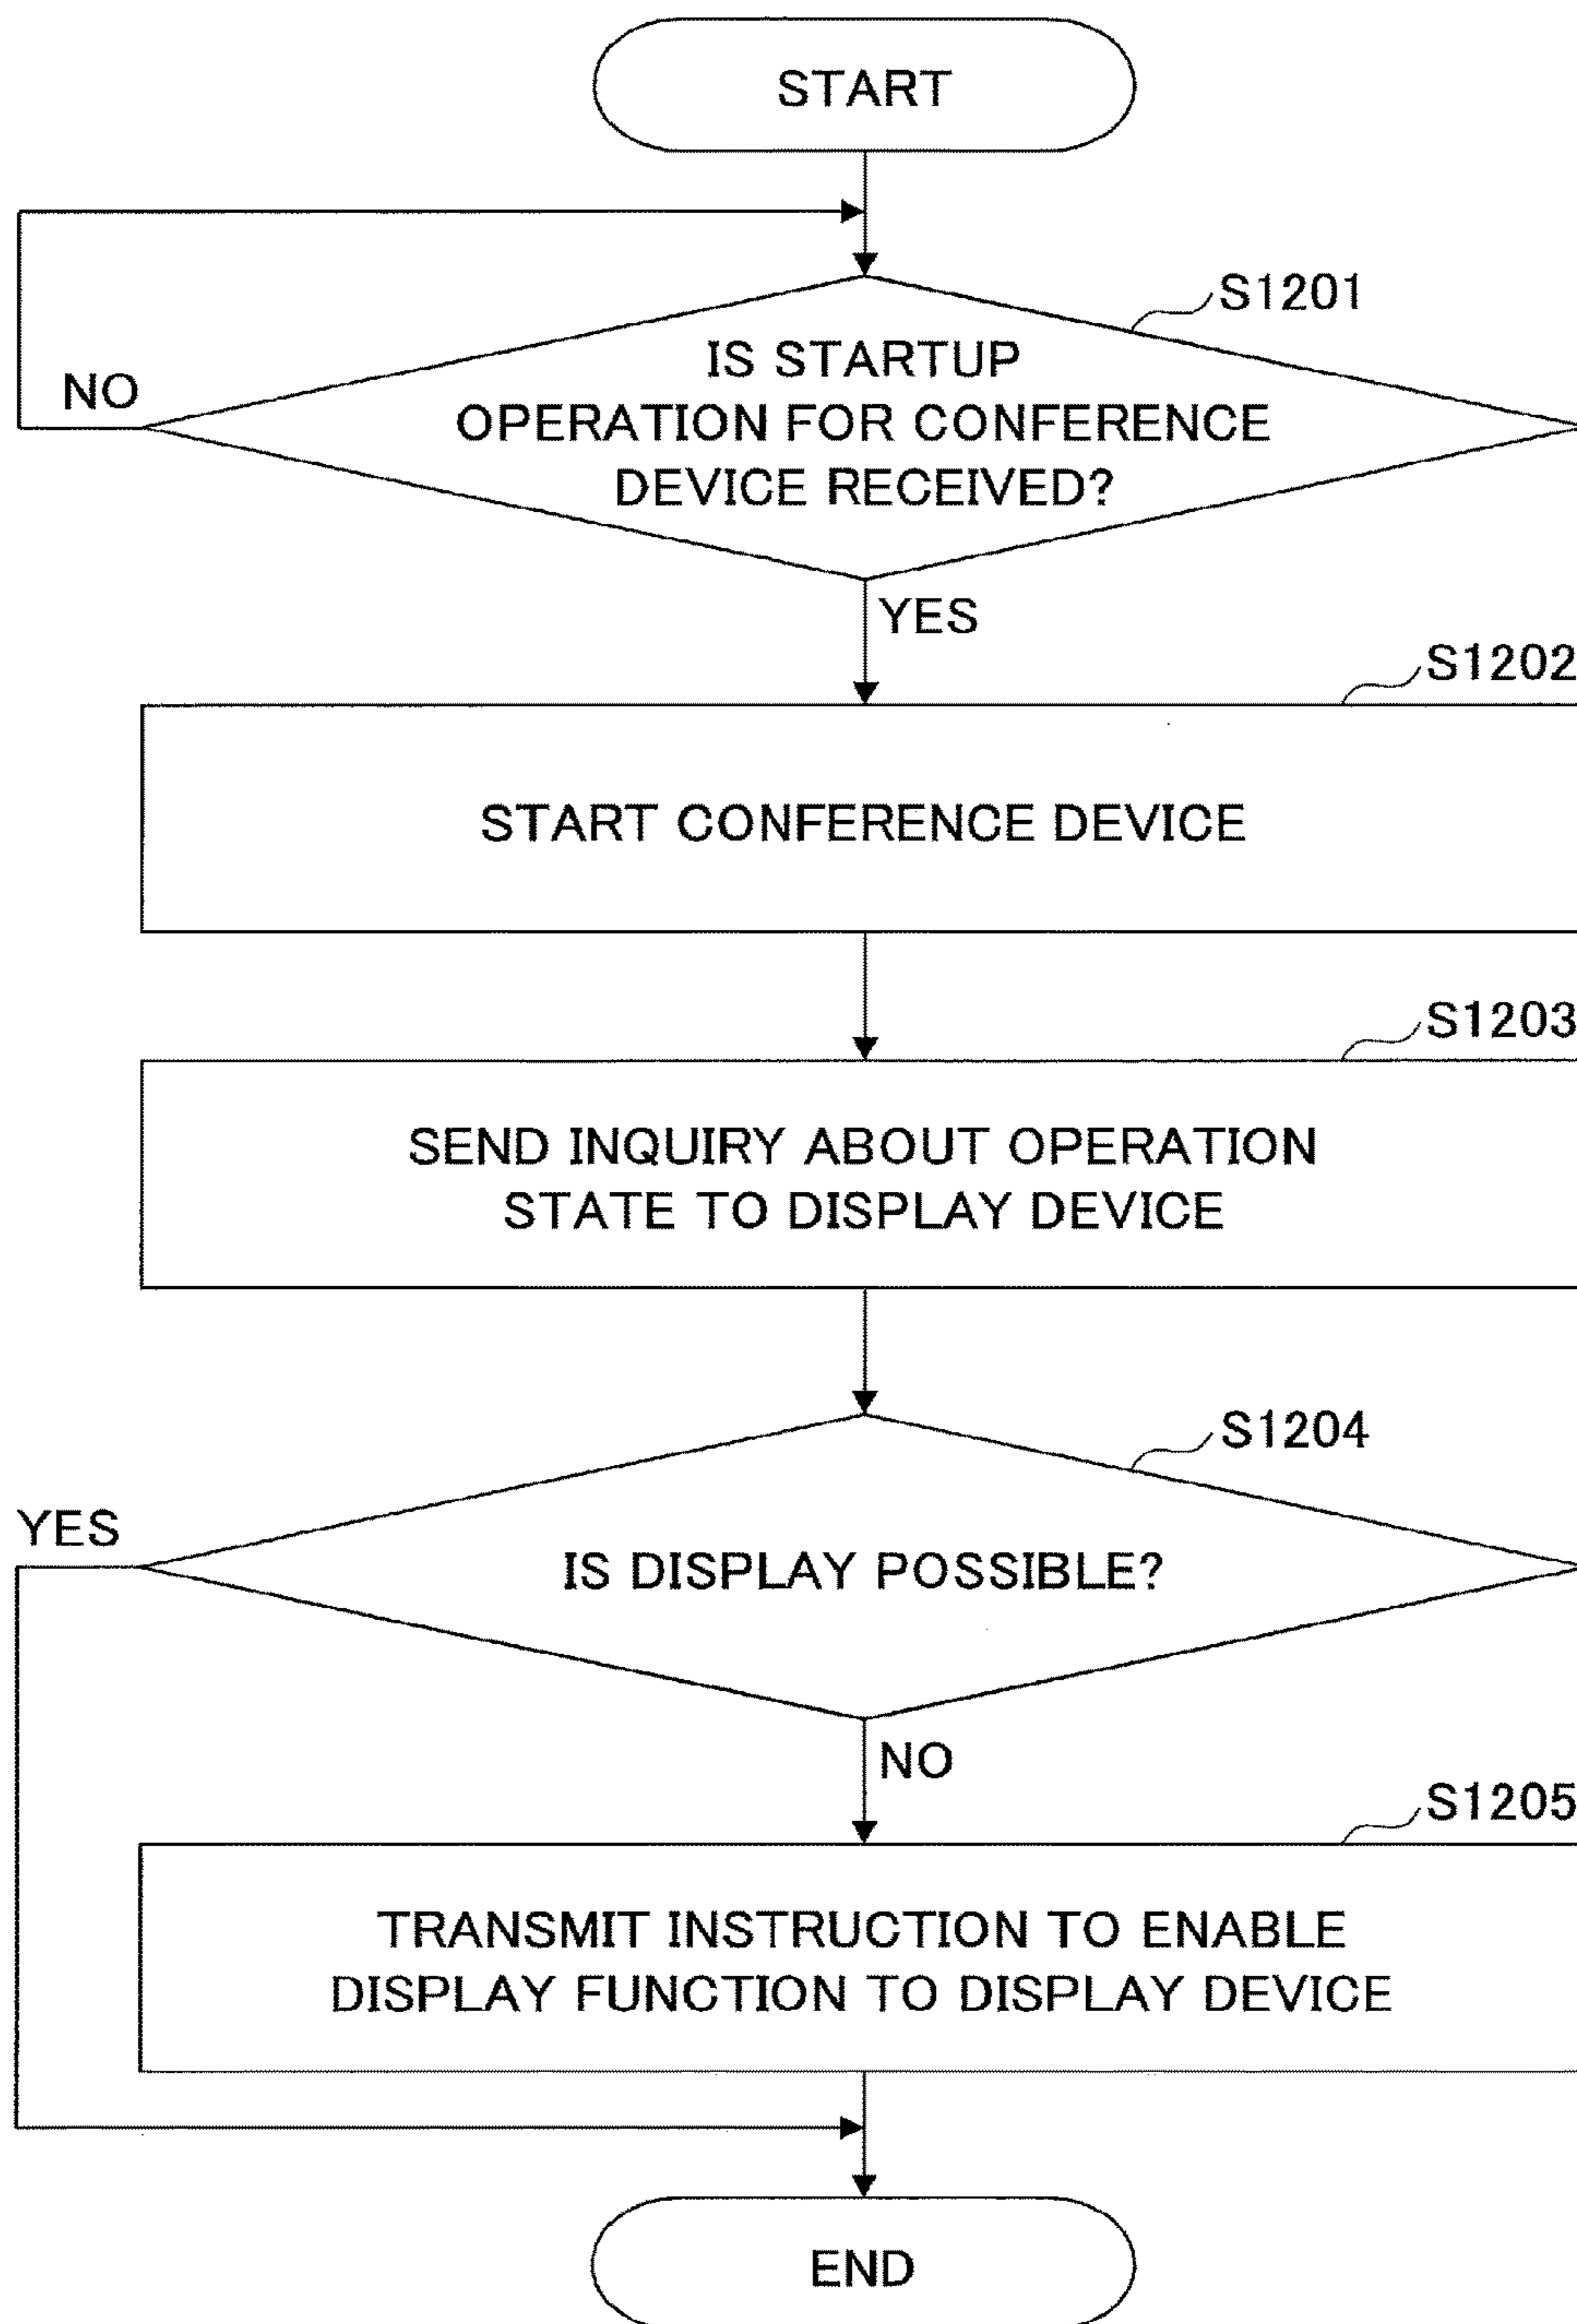 START
S1201
IS STARTUP
OPERATION FOR CONFERENCE
DEVICE RECEIVED?
NO
YES
S1202
START CONFERENCE DEVICE
S1203
SEND INQUIRY ABOUT OPERATION
STATE TO DISPLAY DEVICE
S1204
YES
IS DISPLAY POSSIBLE?
NO
S1205
TRANSMIT INSTRUCTION TO ENABLE
DISPLAY FUNCTION TO DISPLAY DEVICE
END